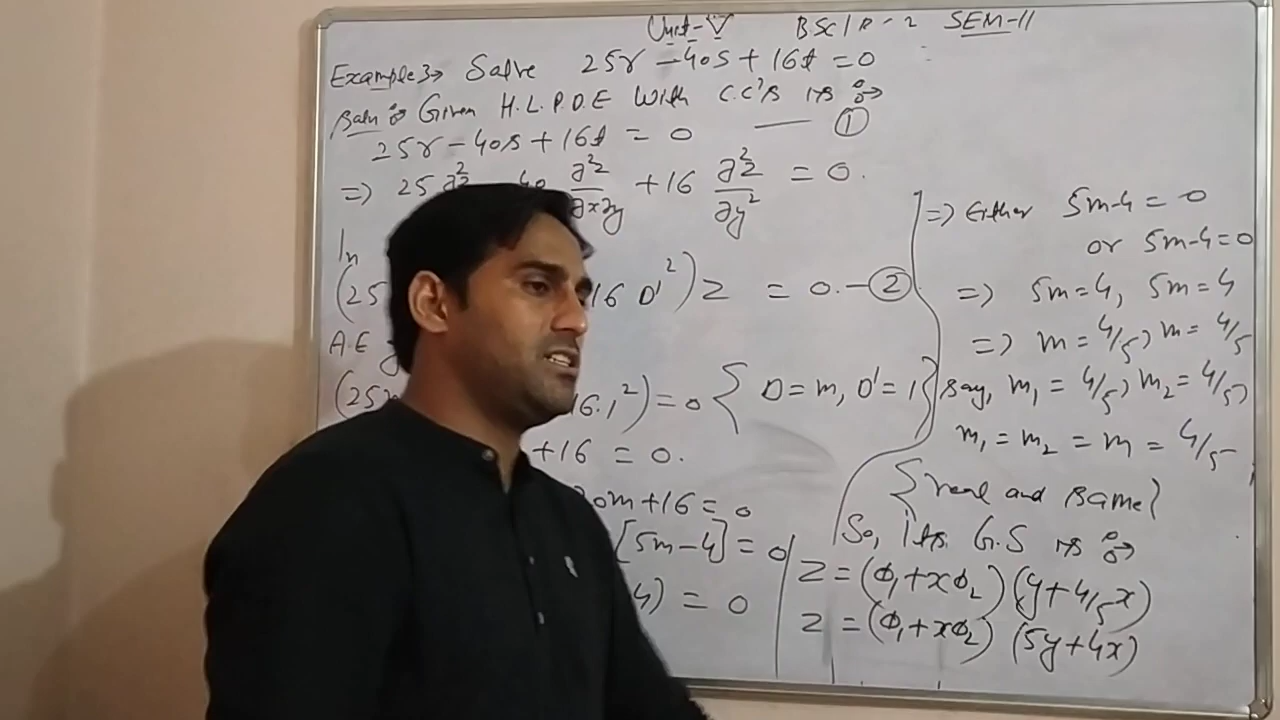 Unit-V BSC/R-2 SEM-II
Example 3→ Solve 25r - 40s + 16t = 0
Soln Given H.L.P.D.E With C.C's is
25r - 40s + 16t = 0 — ①
=> 25 ∂²z 40 ∂²z/∂x∂y + 16 ∂²z/∂y² = 0.
In
(25 16 D'²) z = 0. — ②
A.E
(25m 16.1²) = 0 { D = m, D' = 1 }
+ 16 = 0.
20m + 16 = 0
[5m-4] = 0
4) = 0
=> Either 5m-4 = 0
or 5m-4 = 0
=> 5m = 4, 5m = 4
=> m = 4/5, m = 4/5
say, m₁ = 4/5, m₂ = 4/5,
m₁ = m₂ = m = 4/5
{real and same}
So, its G.S is
z = (Φ₁+xΦ₂) (y+4/5x)
z = (Φ₁+xΦ₂) (5y+4x)